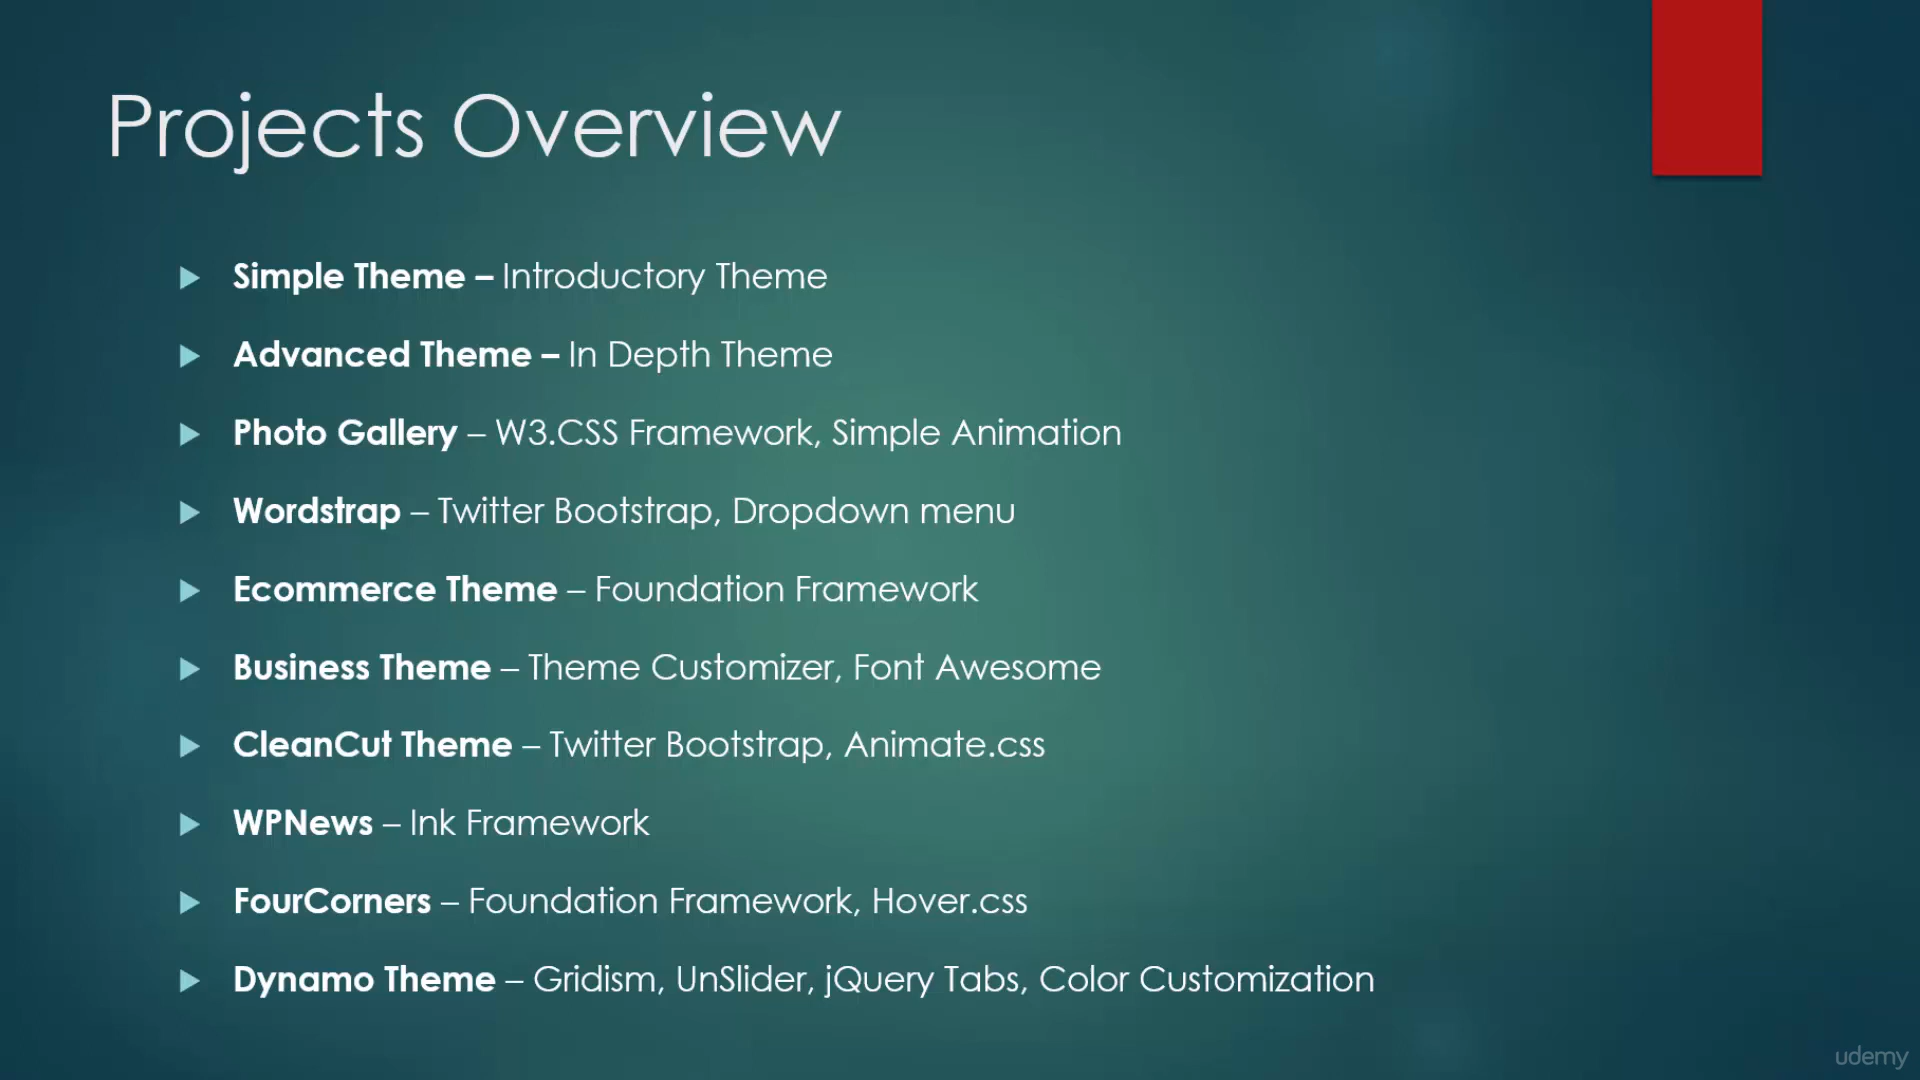 Projects Overview
Simple Theme – Introductory Theme
Advanced Theme – In Depth Theme
Photo Gallery – W3.CSS Framework, Simple Animation
Wordstrap – Twitter Bootstrap, Dropdown menu
Ecommerce Theme – Foundation Framework
Business Theme – Theme Customizer, Font Awesome
CleanCut Theme – Twitter Bootstrap, Animate.css
WPNews – Ink Framework
FourCorners – Foundation Framework, Hover.css
Dynamo Theme – Gridism, UnSlider, jQuery Tabs, Color Customization
udemy